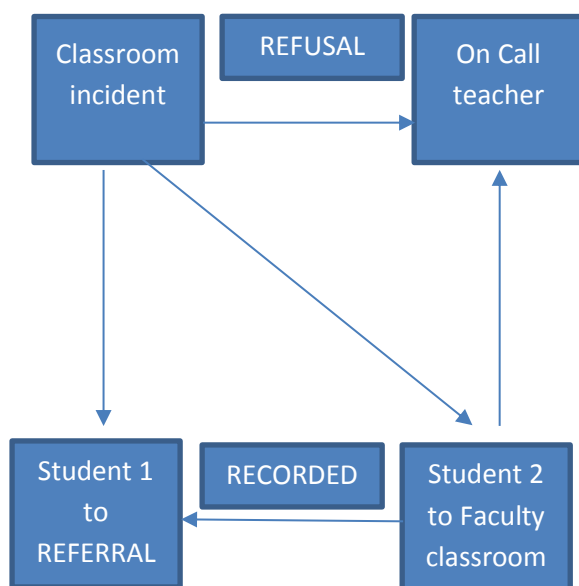 Classroom
incident
REFUSAL
On Call
teacher
Student 1
to
REFERRAL
RECORDED
Student 2
to Faculty
classroom